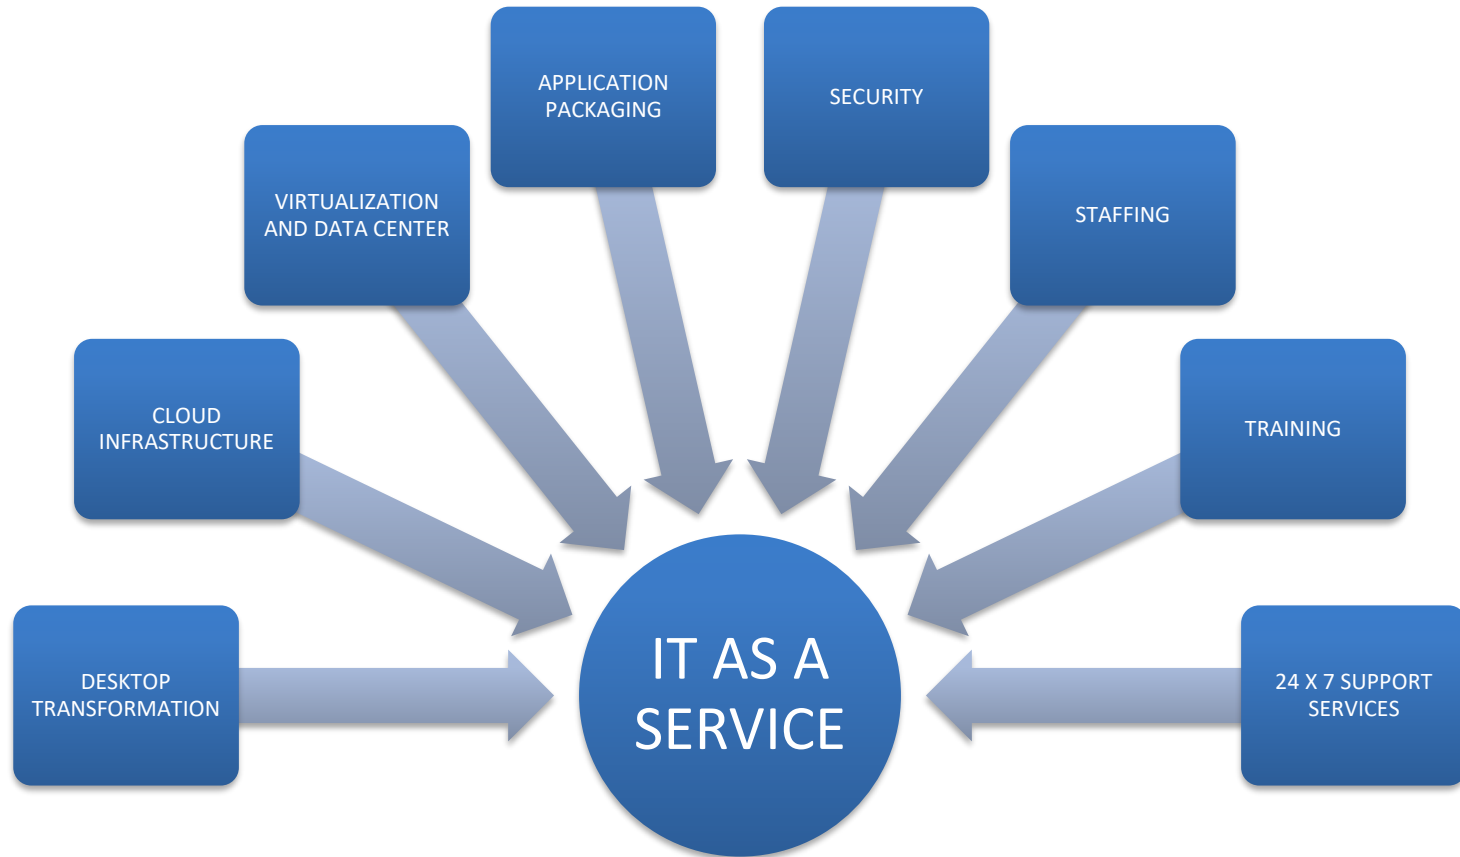 APPLICATION
PACKAGING
SECURITY
VIRTUALIZATION
AND DATA CENTER
STAFFING
CLOUD
INFRASTRUCTURE
TRAINING
DESKTOP
TRANSFORMATION
IT AS A
SERVICE
24 X 7 SUPPORT
SERVICES